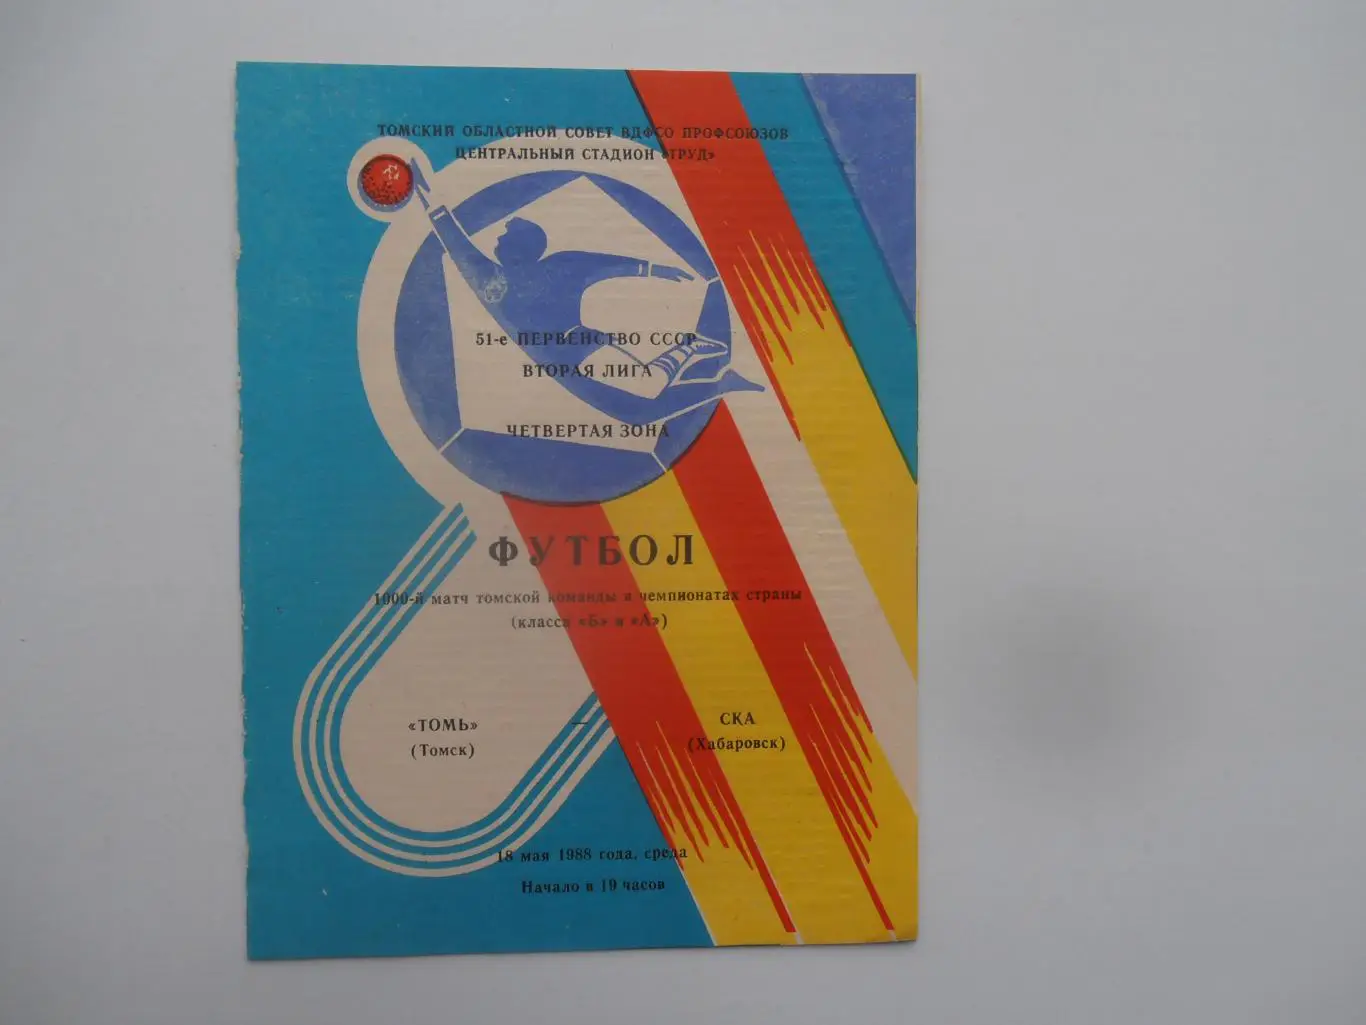 ТОМСКИЙ ОБЛАСТНОЙ СОВЕТ ВДФСО ПРОФСОЮЗОВ
ЦЕНТРАЛЬНЫЙ СТАДИОН «ТРУД»
51-е ПЕРВЕНСТВО СССР
ВТОРАЯ ЛИГА
ЧЕТВЕРТАЯ ЗОНА
ФУТБОЛ
1000-й матч томской команды в чемпионатах страны
(класса «Б» и «А»)
«ТОМЬ» — СКА
(Томск) (Хабаровск)
18 мая 1988 года, среда
Начало в 19 часов